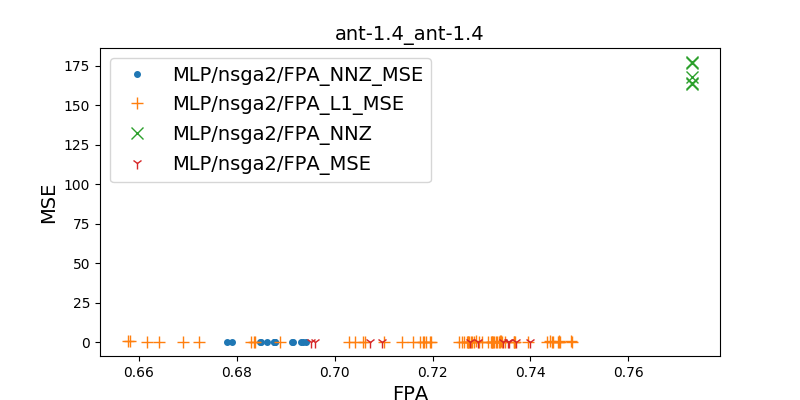 ant-1.4_ant-1.4
MLP/nsga2/FPA_NNZ_MSE
MLP/nsga2/FPA_L1_MSE
MLP/nsga2/FPA_NNZ
MLP/nsga2/FPA_MSE
MSE
175
150
125
100
75
50
25
0
0.66 0.68 0.70 0.72 0.74 0.76
FPA